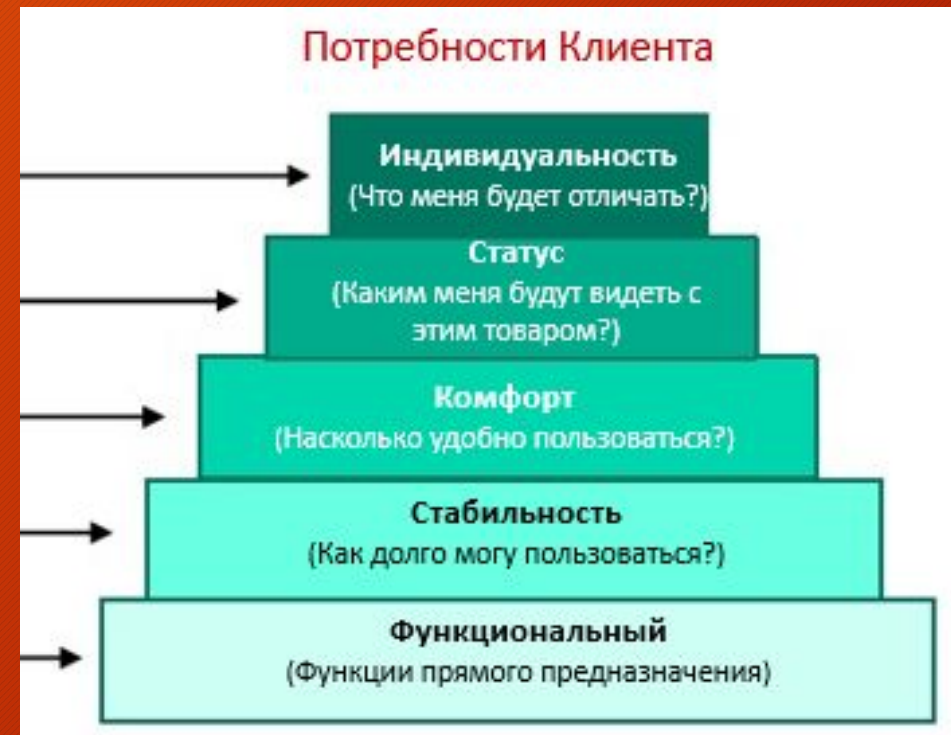 Потребности Клиента
Индивидуальность
(Что меня будет отличать?)
Статус
(Каким меня будут видеть с
этим товаром?)
Комфорт
(Насколько удобно пользоваться?)
Стабильность
(Как долго могу пользоваться?)
Функциональный
(Функции прямого предназначения)